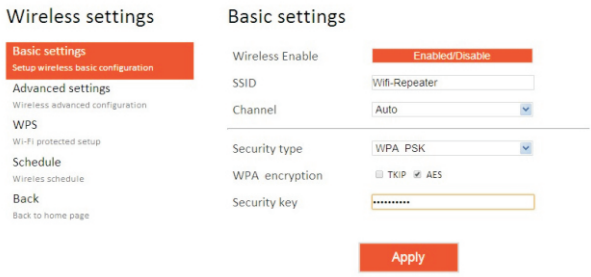 Wireless settings
Basic settings
Setup wireless basic configuration
Advanced settings
Wireless advanced configuration
WPS
Wi-Fi protected setup
Schedule
Wireles schedule
Back
Back to home page
Basic settings
Wireless Enable Enabled/Disable
SSID Wifi-Repeater
Channel Auto
Security type WPA PSK
WPA encryption TKIP AES
Security key ••••••••••
Apply